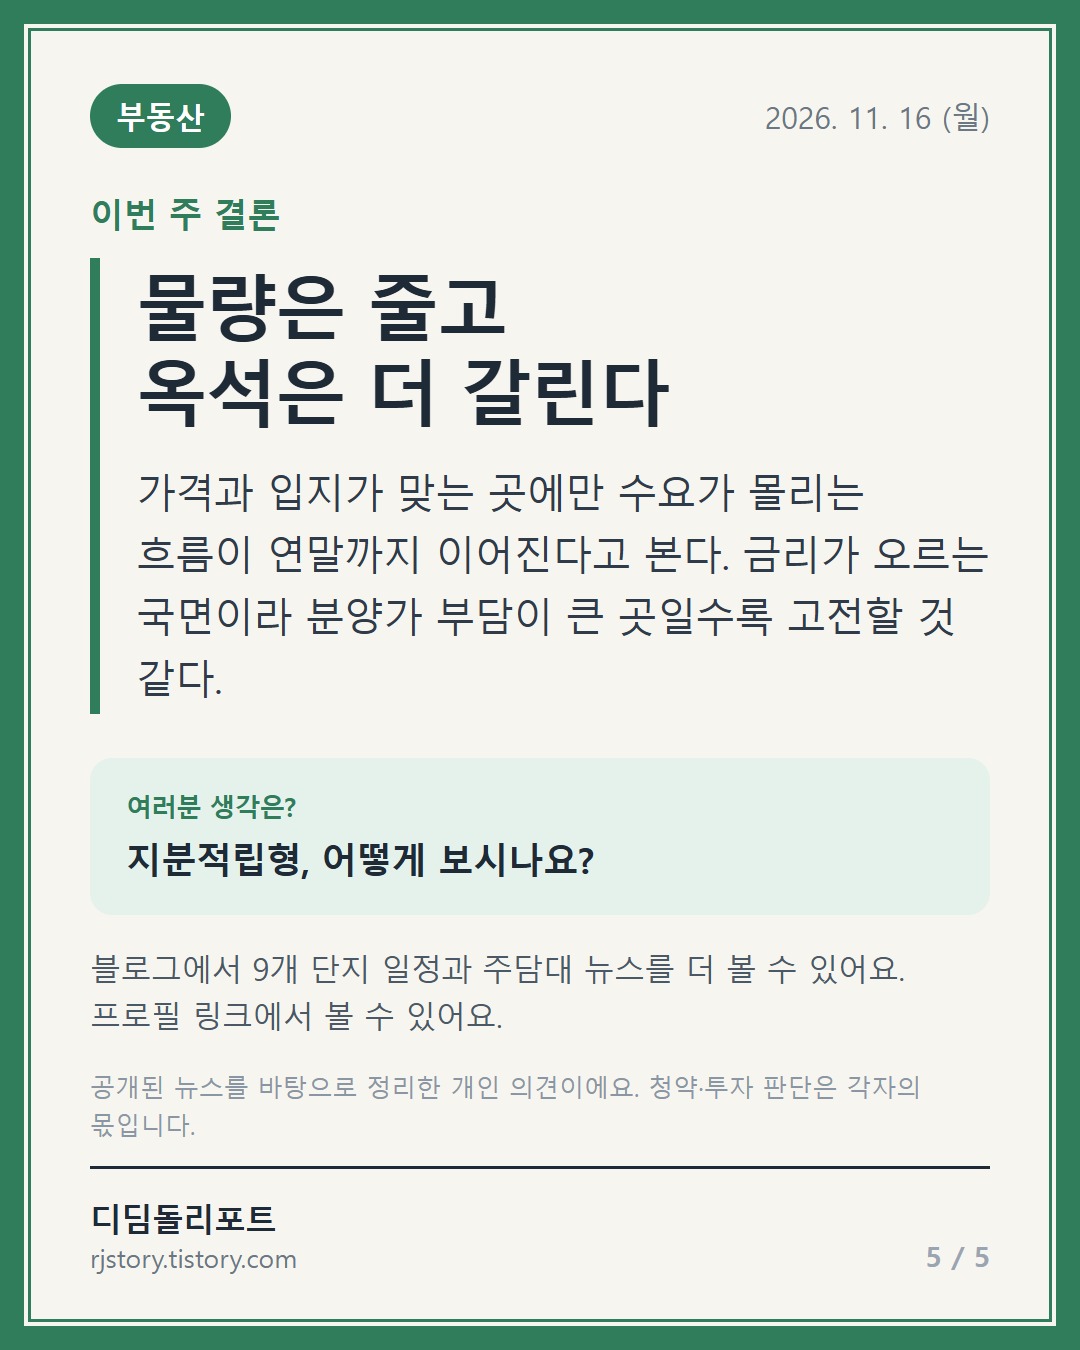 부동산
2026. 11. 16 (월)
이번 주 결론
물량은 줄고
옥석은 더 갈린다
가격과 입지가 맞는 곳에만 수요가 몰리는
흐름이 연말까지 이어진다고 본다. 금리가 오르는
국면이라 분양가 부담이 큰 곳일수록 고전할 것
같다.
여러분 생각은?
지분적립형, 어떻게 보시나요?
블로그에서 9개 단지 일정과 주담대 뉴스를 더 볼 수 있어요.
프로필 링크에서 볼 수 있어요.
공개된 뉴스를 바탕으로 정리한 개인 의견이에요. 청약·투자 판단은 각자의
몫입니다.
디딤돌리포트
rjstory.tistory.com
5 / 5